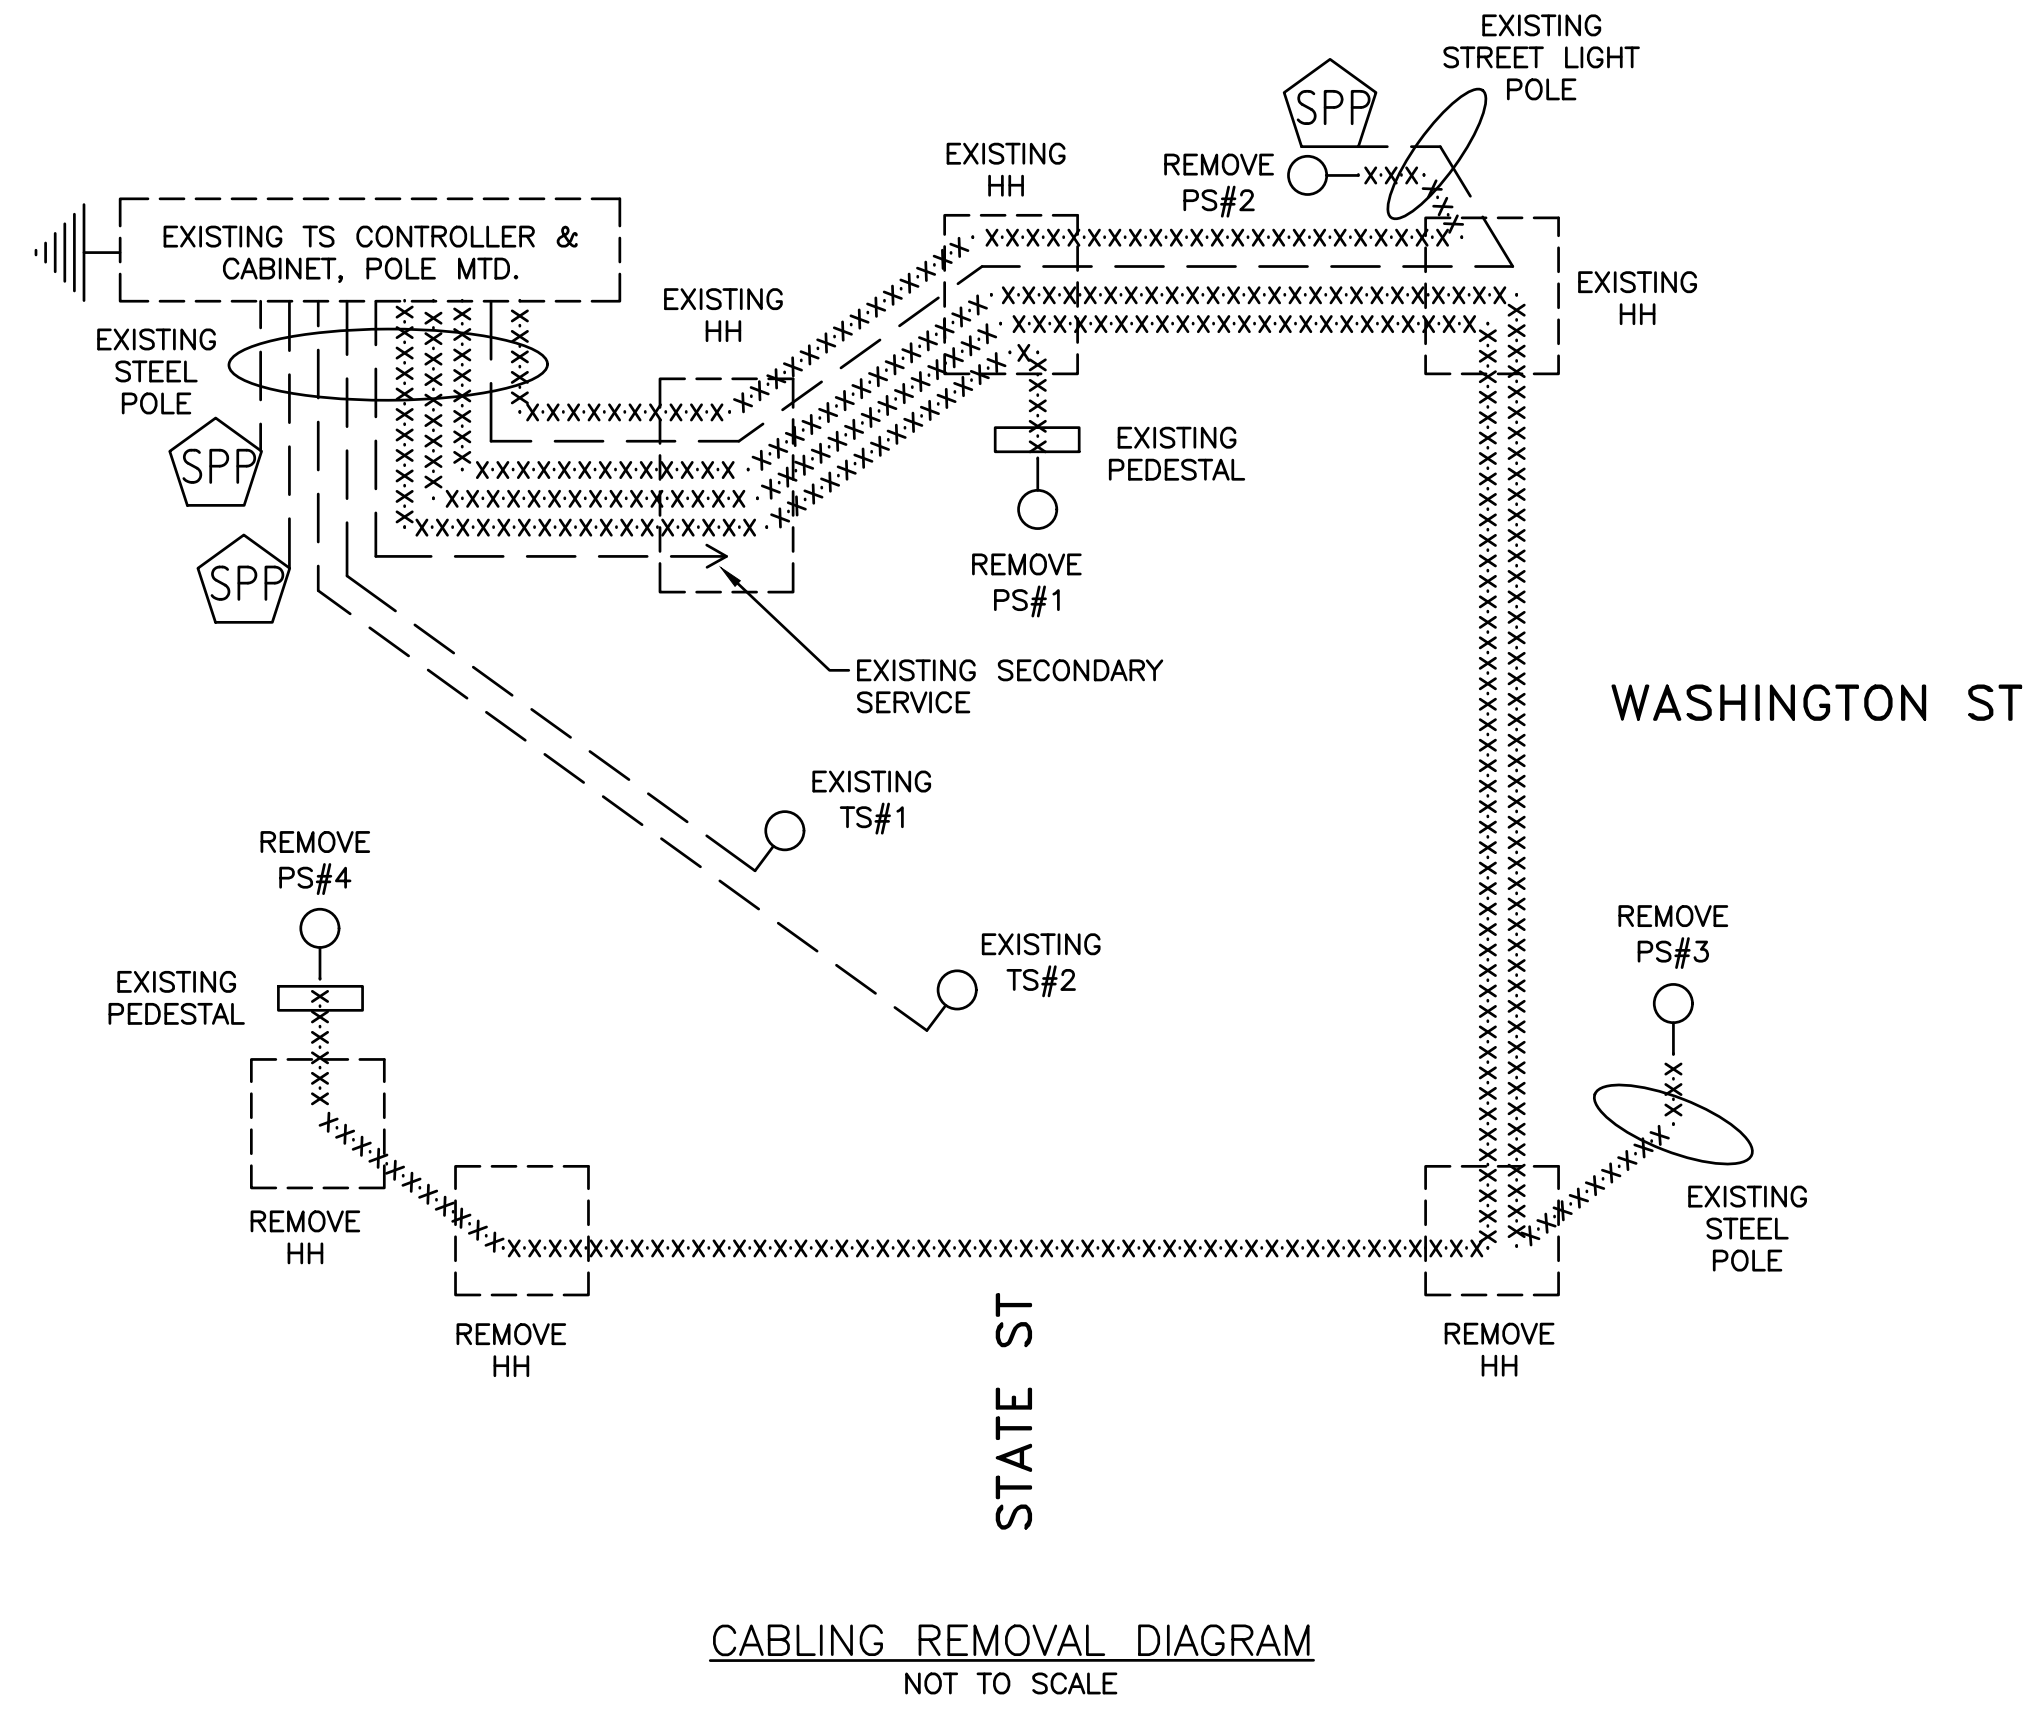 EXISTING
STREET LIGHT
POLE
SPP
EXISTING
HH
REMOVE
PS#2
EXISTING TS CONTROLLER &
CABINET, POLE MTD.
EXISTING
HH
EXISTING
HH
EXISTING
STEEL
POLE
SPP
EXISTING
PEDESTAL
SPP
REMOVE
PS#1
EXISTING SECONDARY
SERVICE
WASHINGTON ST
EXISTING
TS#1
REMOVE
PS#4
EXISTING
TS#2
REMOVE
PS#3
EXISTING
PEDESTAL
REMOVE
HH
EXISTING
STEEL
POLE
REMOVE
HH
REMOVE
HH
STATE ST
CABLING REMOVAL DIAGRAM
NOT TO SCALE